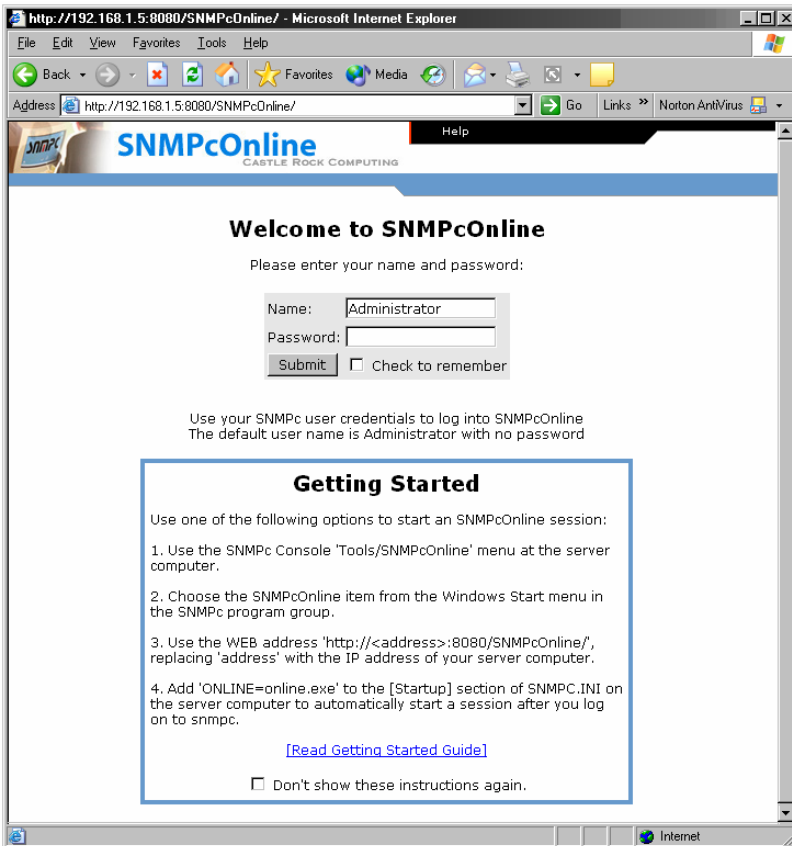 http://192.168.1.5:8080/SNMPcOnline/ - Microsoft Internet Explorer
File Edit View Favorites Tools Help
Back Favorites Media
Address http://192.168.1.5:8080/SNMPcOnline/ Go Links » Norton AntiVirus
snmpc SNMPcOnline Help
CASTLE ROCK COMPUTING
Welcome to SNMPcOnline
Please enter your name and password:
Name: Administrator
Password:
Submit Check to remember
Use your SNMPc user credentials to log into SNMPcOnline
The default user name is Administrator with no password
Getting Started
Use one of the following options to start an SNMPcOnline session:
1. Use the SNMPc Console 'Tools/SNMPcOnline' menu at the server
computer.
2. Choose the SNMPcOnline item from the Windows Start menu in
the SNMPc program group.
3. Use the WEB address 'http://<address>:8080/SNMPcOnline/',
replacing 'address' with the IP address of your server computer.
4. Add 'ONLINE=online.exe' to the [Startup] section of SNMPC.INI on
the server computer to automatically start a session after you log
on to snmpc.
[Read Getting Started Guide]
Don't show these instructions again.
Internet